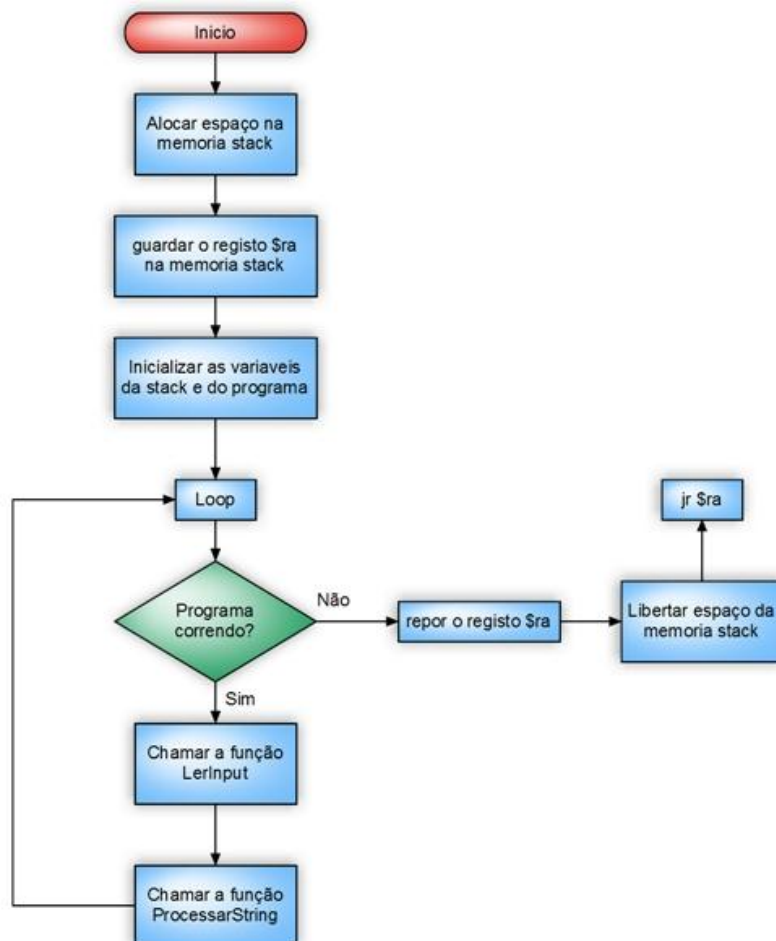 Inicio
Alocar espaço na
memoria stack
guardar o registo $ra
na memoria stack
Inicializar as variaveis
da stack e do programa
Loop
Programa
correndo?
Não
repor o registo $ra
Libertar espaço da
memoria stack
jr $ra
Sim
Chamar a função
LerInput
Chamar a função
ProcessarString